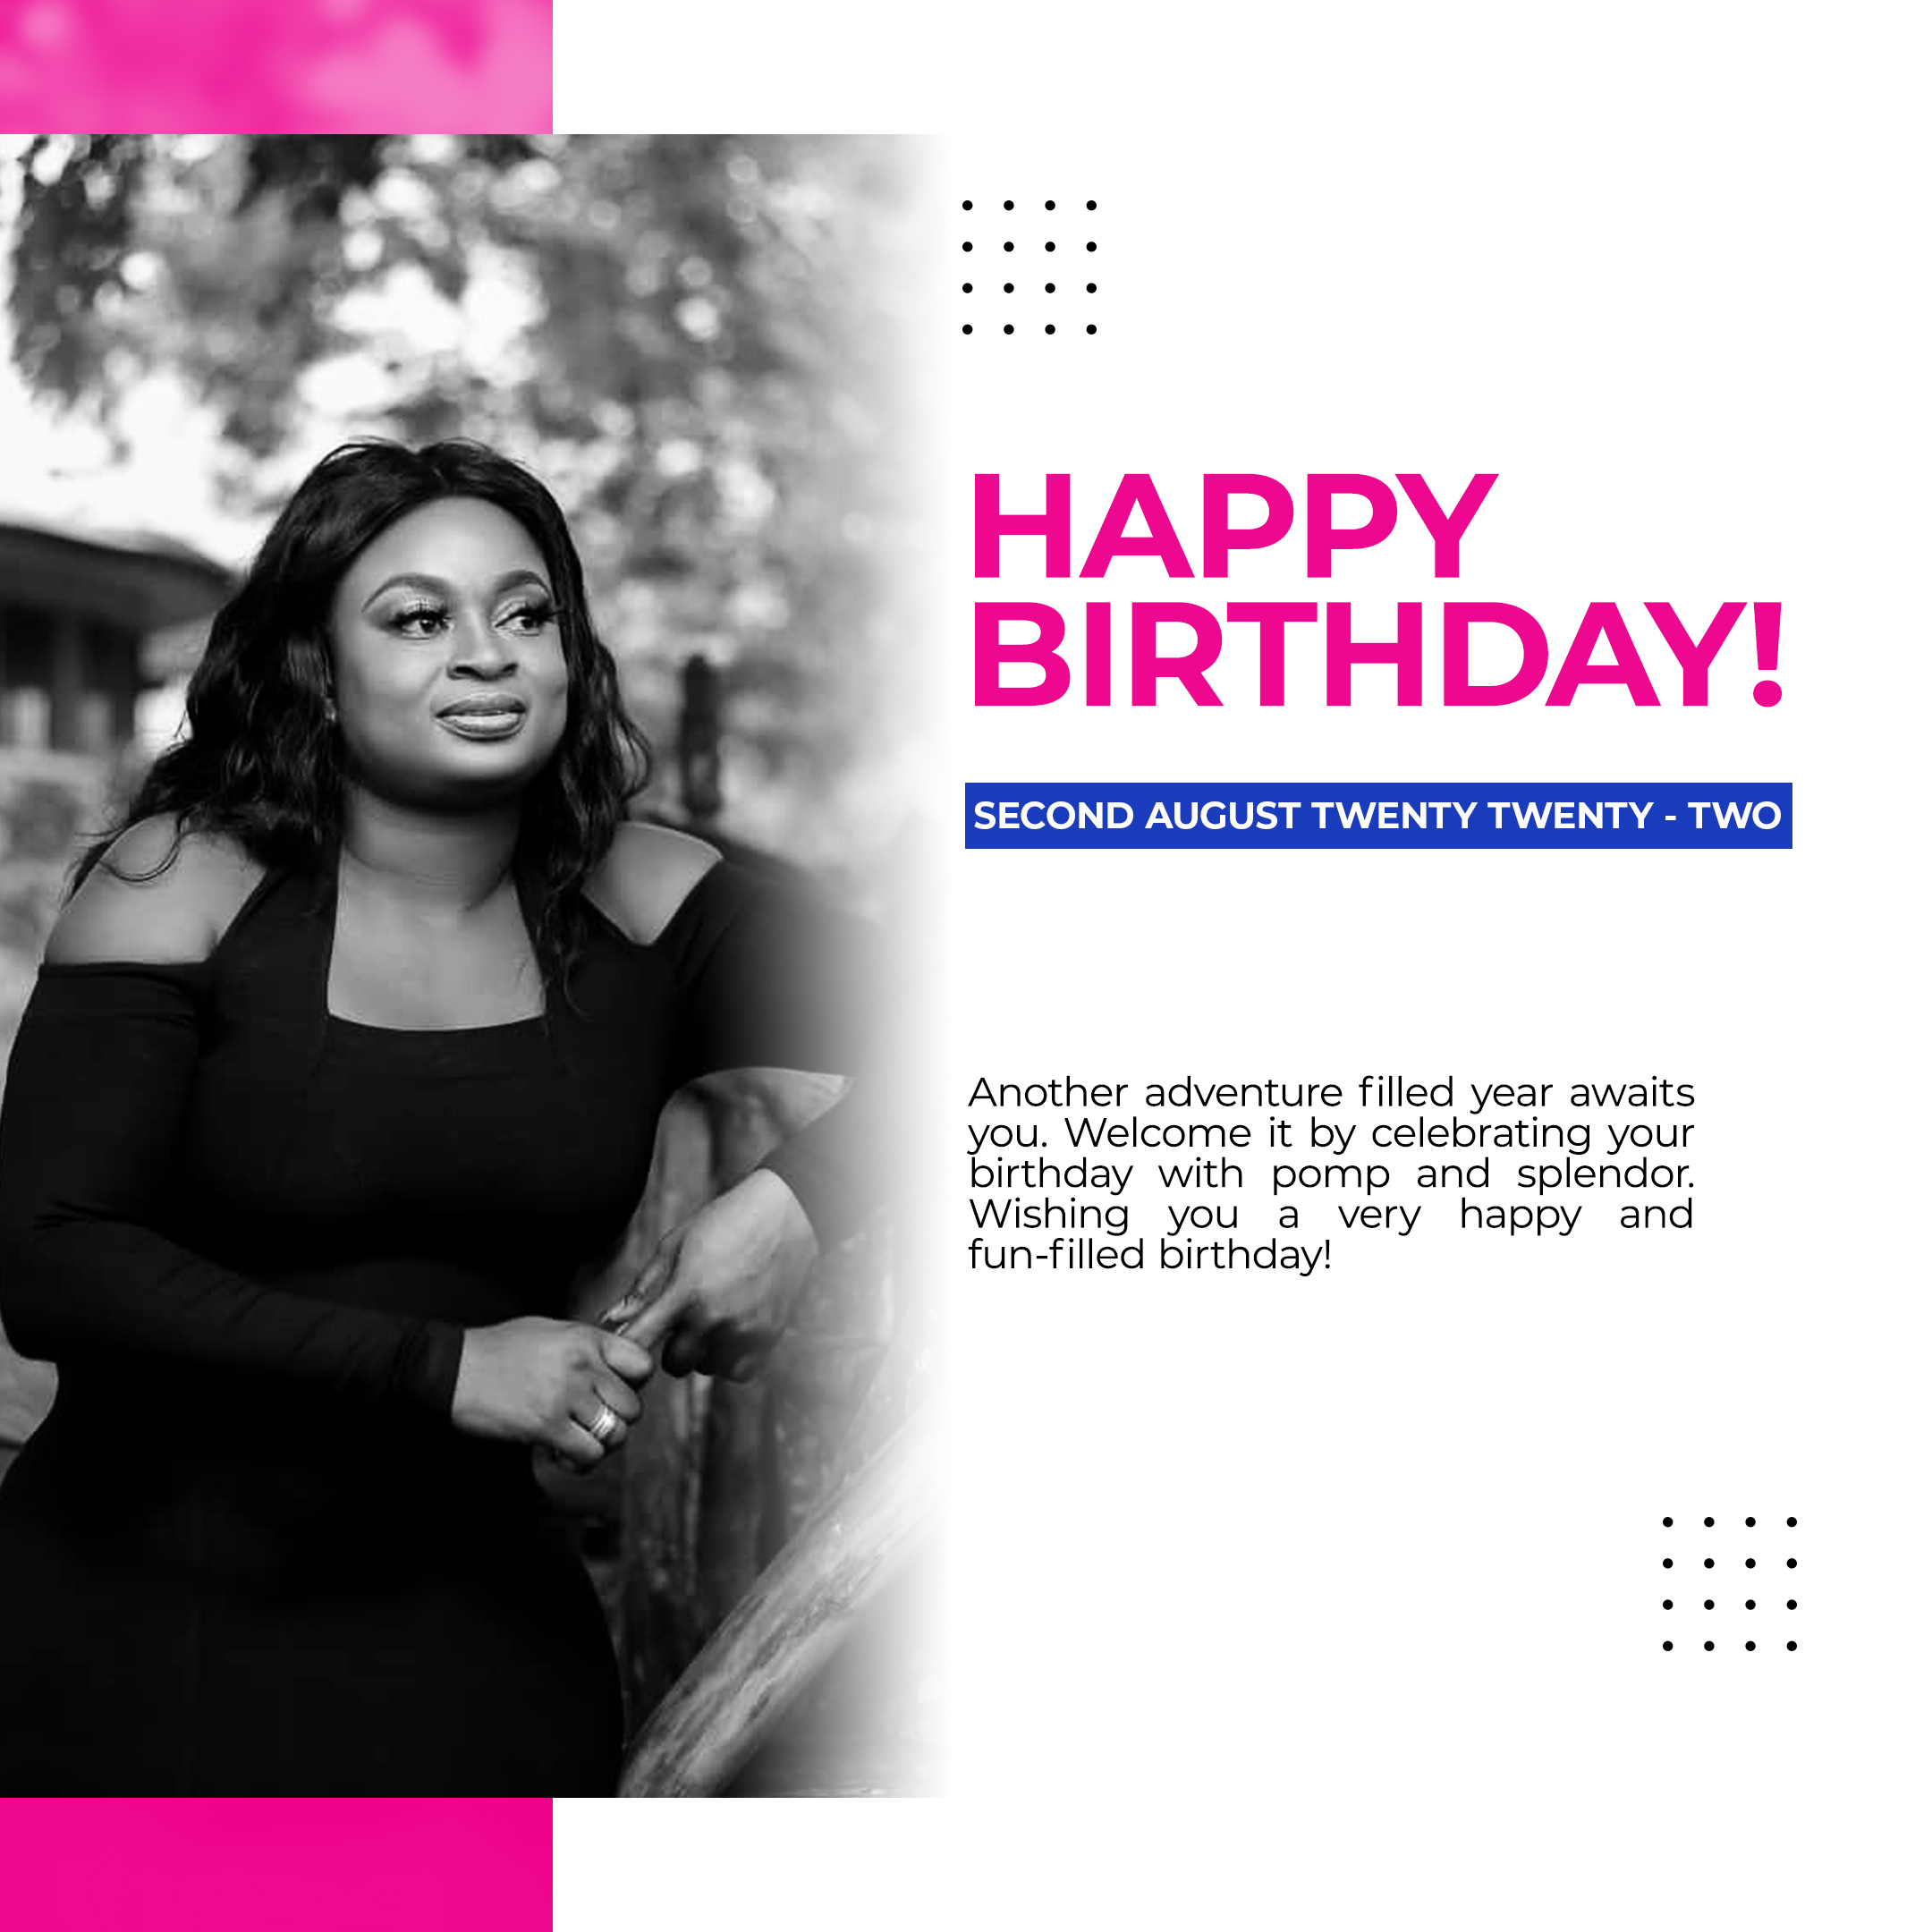 HAPPY
BIRTHDAY!
SECOND AUGUST TWENTY TWENTY - TWO
Another adventure filled year awaits
you. Welcome it by celebrating your
birthday with pomp and splendor.
Wishing you a very happy and
fun-filled birthday!